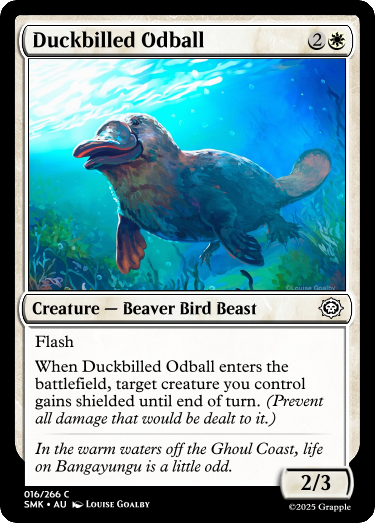 Duckbilled Odball 2
©Louise Goalby
Creature — Beaver Bird Beast
Flash
When Duckbilled Odball enters the
battlefield, target creature you control
gains shielded until end of turn. (Prevent
all damage that would be dealt to it.)
In the warm waters off the Ghoul Coast, life
on Bangayungu is a little odd.
2/3
016/266 C
SMK • AU Louise Goalby
©2025 Grapple